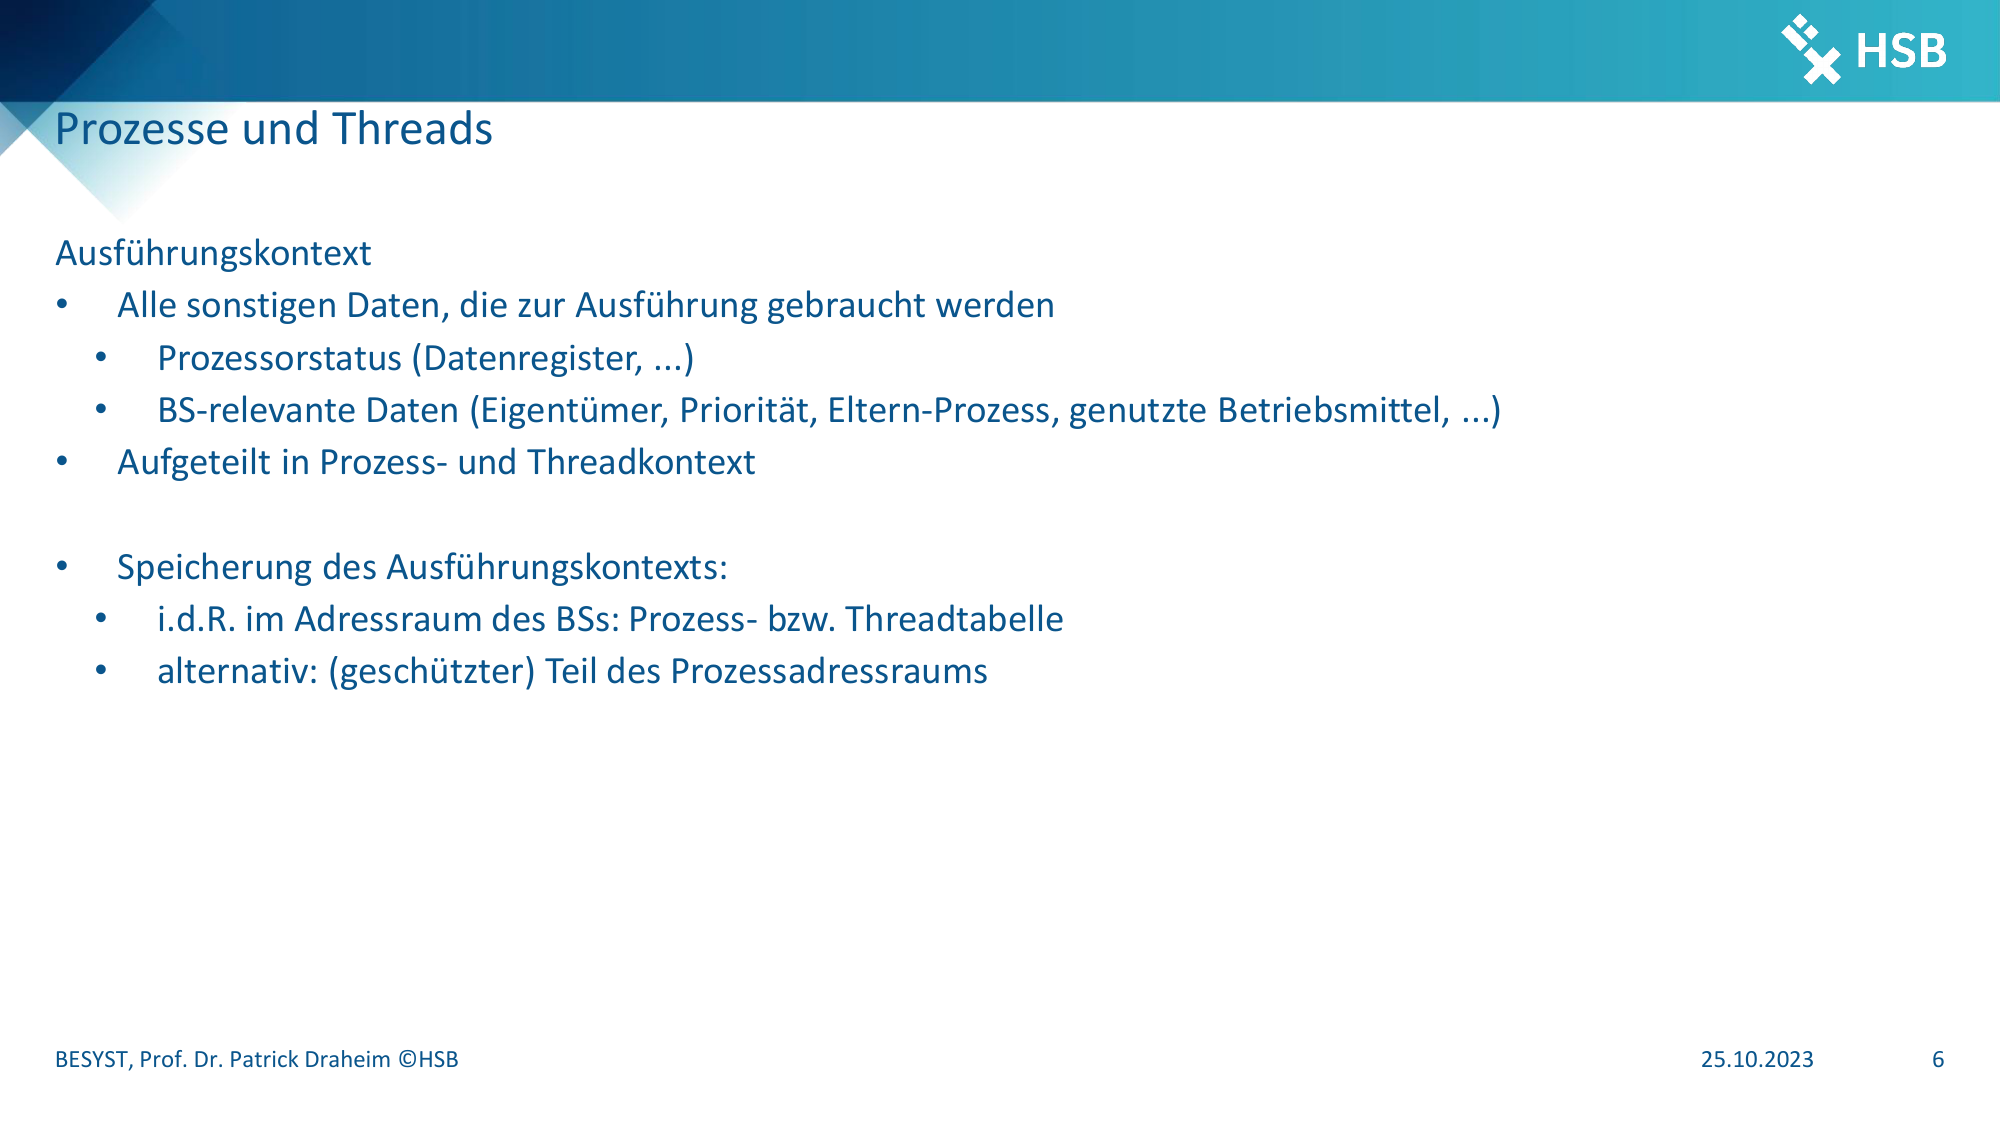 HSB
Prozesse und Threads
Ausführungskontext
• Alle sonstigen Daten, die zur Ausführung gebraucht werden
• Prozessorstatus (Datenregister, ...)
• BS-relevante Daten (Eigentümer, Priorität, Eltern-Prozess, genutzte Betriebsmittel, ...)
• Aufgeteilt in Prozess- und Threadkontext
• Speicherung des Ausführungskontexts:
• i.d.R. im Adressraum des BSs: Prozess- bzw. Threadtabelle
• alternativ: (geschützter) Teil des Prozessadressraums
BESYST, Prof. Dr. Patrick Draheim ©HSB
25.10.2023
6